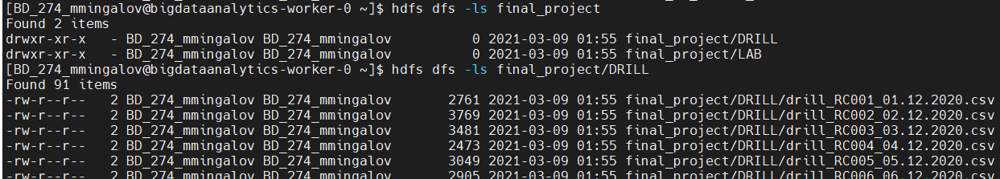 [BD_274_mmingalov@bigdataanalytics-worker-0 ~]$ hdfs dfs -ls final_project
Found 2 items
drwxr-xr-x   - BD_274_mmingalov BD_274_mmingalov          0 2021-03-09 01:55 final_project/DRILL
drwxr-xr-x   - BD_274_mmingalov BD_274_mmingalov          0 2021-03-09 01:55 final_project/LAB
[BD_274_mmingalov@bigdataanalytics-worker-0 ~]$ hdfs dfs -ls final_project/DRILL
Found 91 items
-rw-r--r--   2 BD_274_mmingalov BD_274_mmingalov       2761 2021-03-09 01:55 final_project/DRILL/drill_RC001_01.12.2020.csv
-rw-r--r--   2 BD_274_mmingalov BD_274_mmingalov       3769 2021-03-09 01:55 final_project/DRILL/drill_RC002_02.12.2020.csv
-rw-r--r--   2 BD_274_mmingalov BD_274_mmingalov       3481 2021-03-09 01:55 final_project/DRILL/drill_RC003_03.12.2020.csv
-rw-r--r--   2 BD_274_mmingalov BD_274_mmingalov       2473 2021-03-09 01:55 final_project/DRILL/drill_RC004_04.12.2020.csv
-rw-r--r--   2 BD_274_mmingalov BD_274_mmingalov       3049 2021-03-09 01:55 final_project/DRILL/drill_RC005_05.12.2020.csv
-rw-r--r--   2 BD_274_mmingalov BD_274_mmingalov       2905 2021-03-09 01:55 final_project/DRILL/drill_RC006_06.12.2020.csv